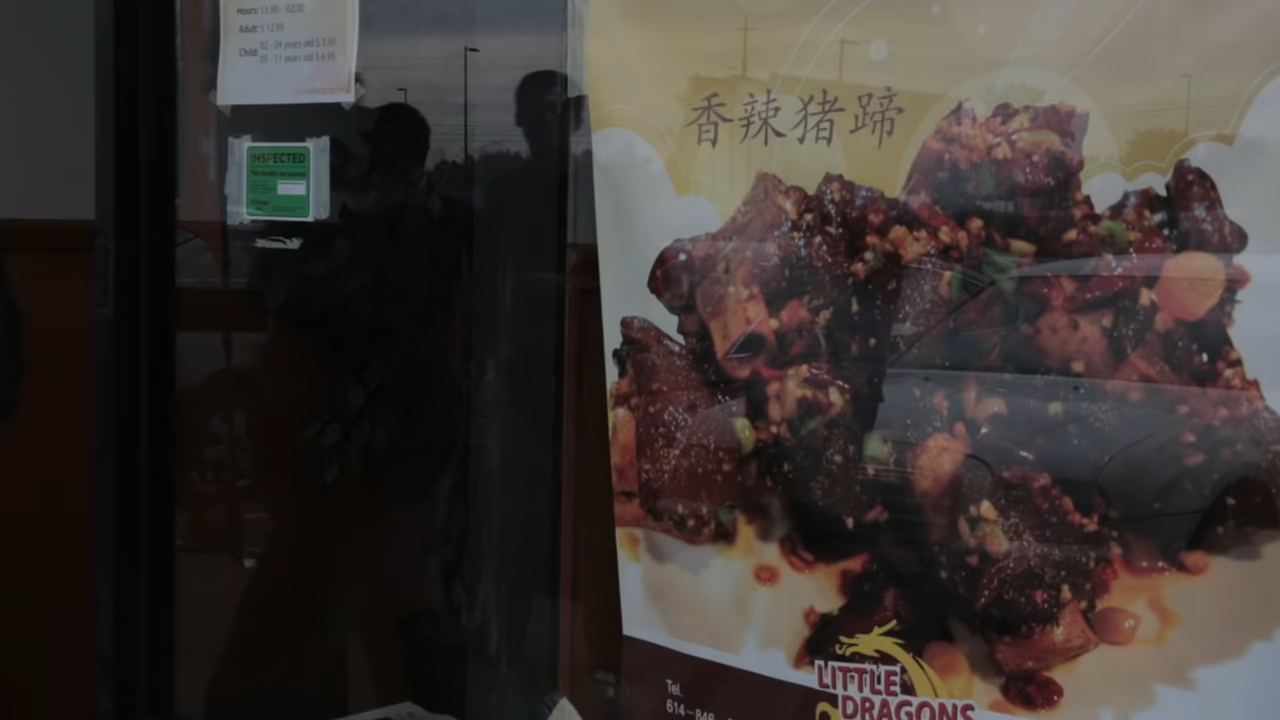 Hours: 11:30 - 02:30
Adult: $ 12.95
Child: 02 - 04 years old $ 3.95
05 - 11 years old $ 6.95
INSPECTED
香辣猪蹄
Tel.
614-846
LITTLE
DRAGONS